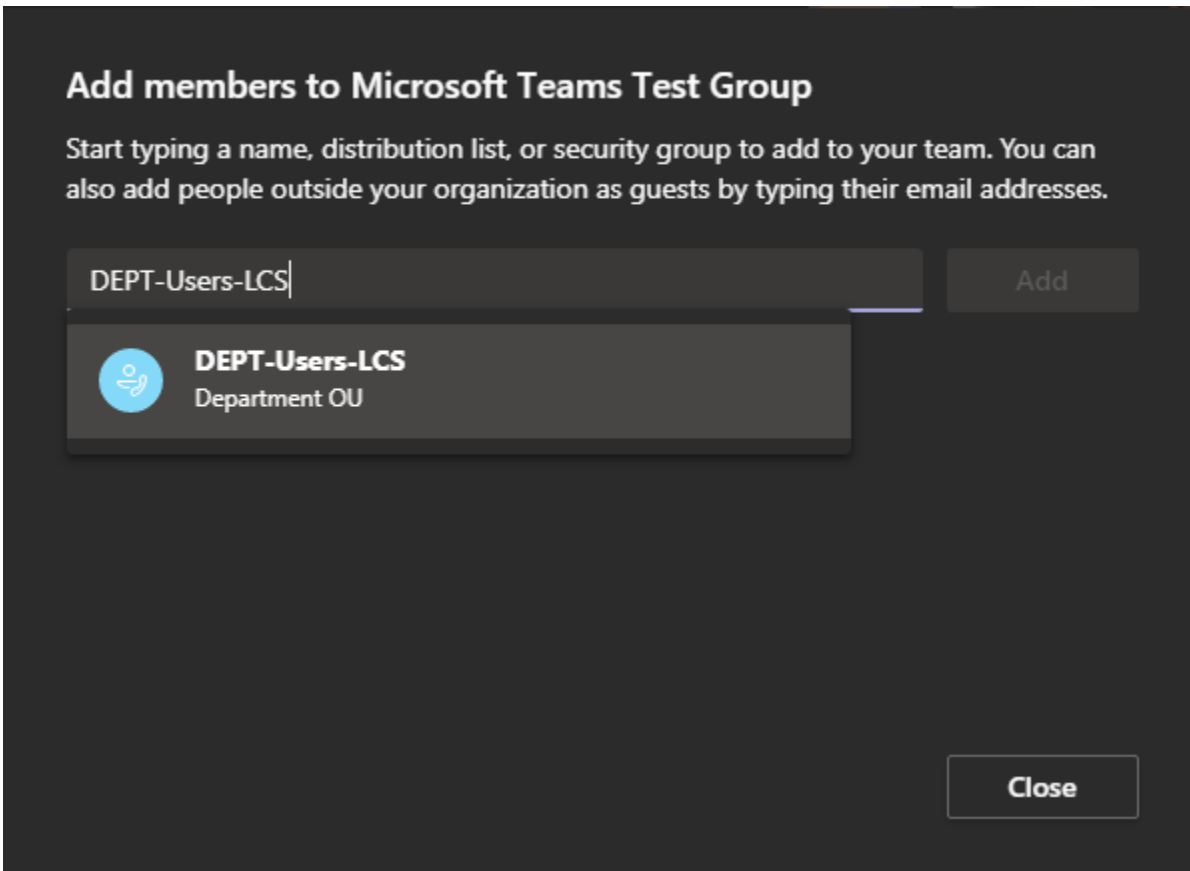 Add members to Microsoft Teams Test Group
Start typing a name, distribution list, or security group to add to your team. You can
also add people outside your organization as guests by typing their email addresses.
DEPT-Users-LCS
Add
DEPT-Users-LCS
Department OU
Close